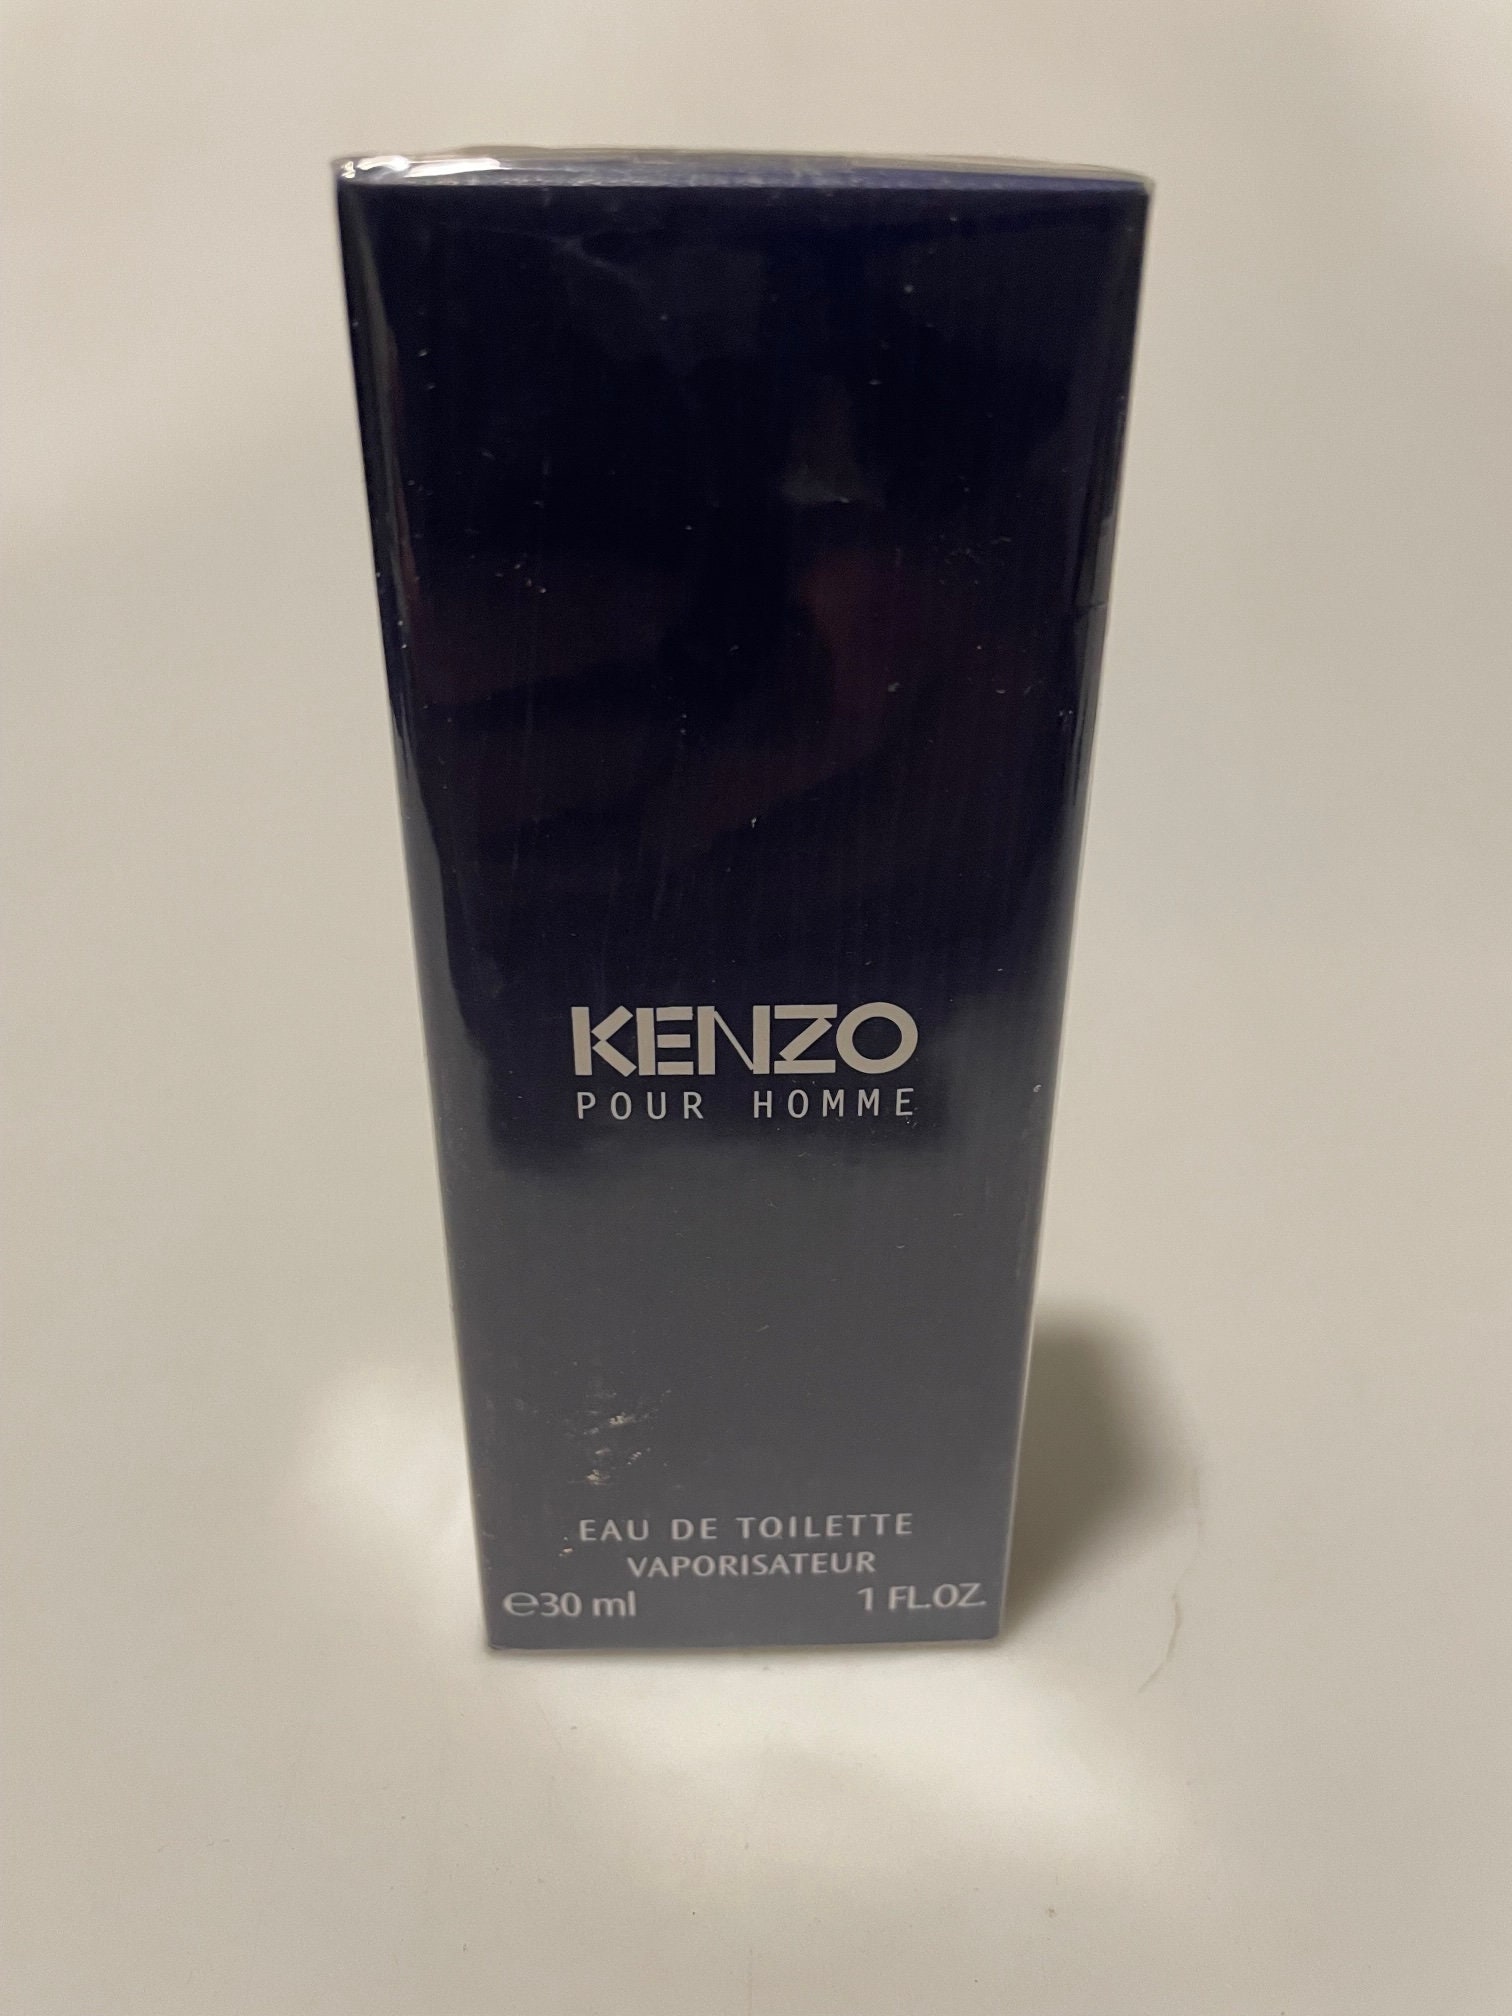 KENZO
POUR HOMME
EAU DE TOILETTE
VAPORISATEUR
℮30 ml 1 FL.OZ.